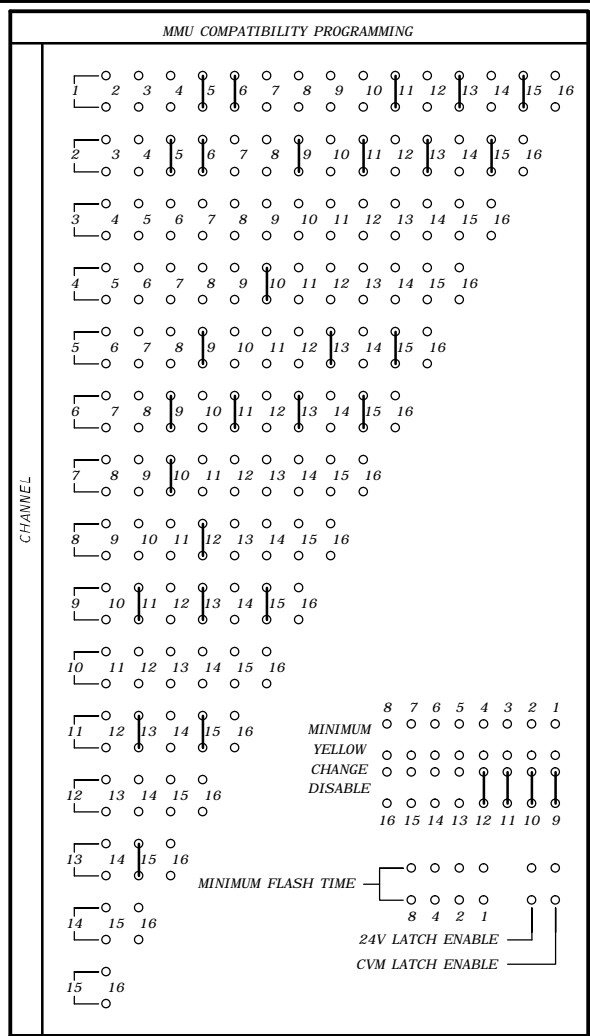 MMU COMPATIBILITY PROGRAMMING
CHANNEL
1 2 3 4 5 6 7 8 9 10 11 12 13 14 15 16
2 3 4 5 6 7 8 9 10 11 12 13 14 15 16
3 4 5 6 7 8 9 10 11 12 13 14 15 16
4 5 6 7 8 9 10 11 12 13 14 15 16
5 6 7 8 9 10 11 12 13 14 15 16
6 7 8 9 10 11 12 13 14 15 16
7 8 9 10 11 12 13 14 15 16
8 9 10 11 12 13 14 15 16
9 10 11 12 13 14 15 16
10 11 12 13 14 15 16
11 12 13 14 15 16
12 13 14 15 16
13 14 15 16
14 15 16
15 16
8 7 6 5 4 3 2 1
MINIMUM
YELLOW
CHANGE
DISABLE
16 15 14 13 12 11 10 9
MINIMUM FLASH TIME
8 4 2 1
24V LATCH ENABLE
CVM LATCH ENABLE